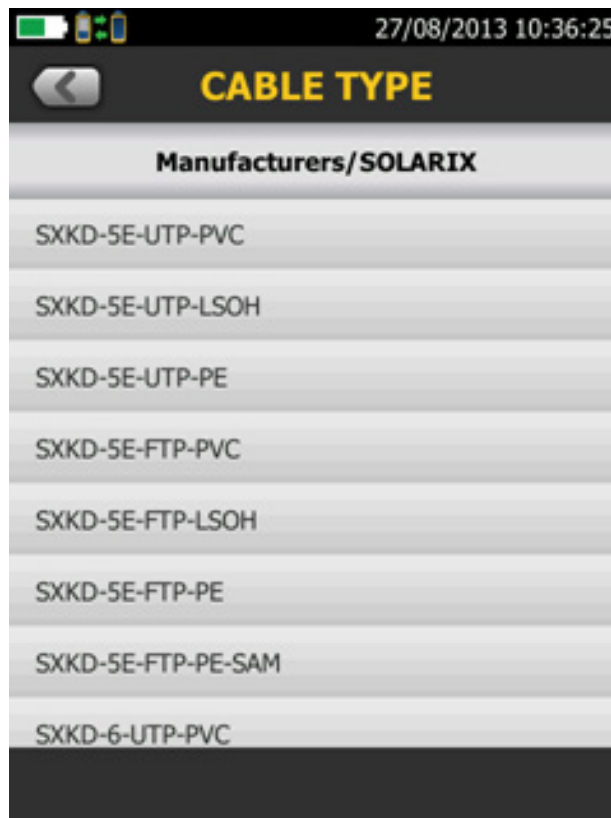 27/08/2013 10:36:25
CABLE TYPE
Manufacturers/SOLARIX
SXKD-5E-UTP-PVC
SXKD-5E-UTP-LSOH
SXKD-5E-UTP-PE
SXKD-5E-FTP-PVC
SXKD-5E-FTP-LSOH
SXKD-5E-FTP-PE
SXKD-5E-FTP-PE-SAM
SXKD-6-UTP-PVC